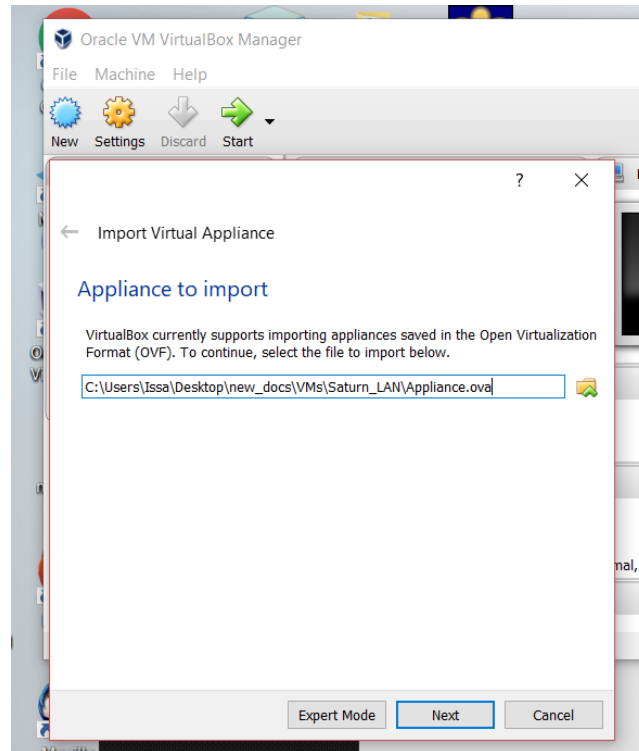 Oracle VM VirtualBox Manager
File Machine Help
New Settings Discard Start
?
Import Virtual Appliance
Appliance to import
VirtualBox currently supports importing appliances saved in the Open Virtualization
Format (OVF). To continue, select the file to import below.
C:\Users\Issa\Desktop\new_docs\VMs\Saturn_LAN\Appliance.ova
Expert Mode Next Cancel